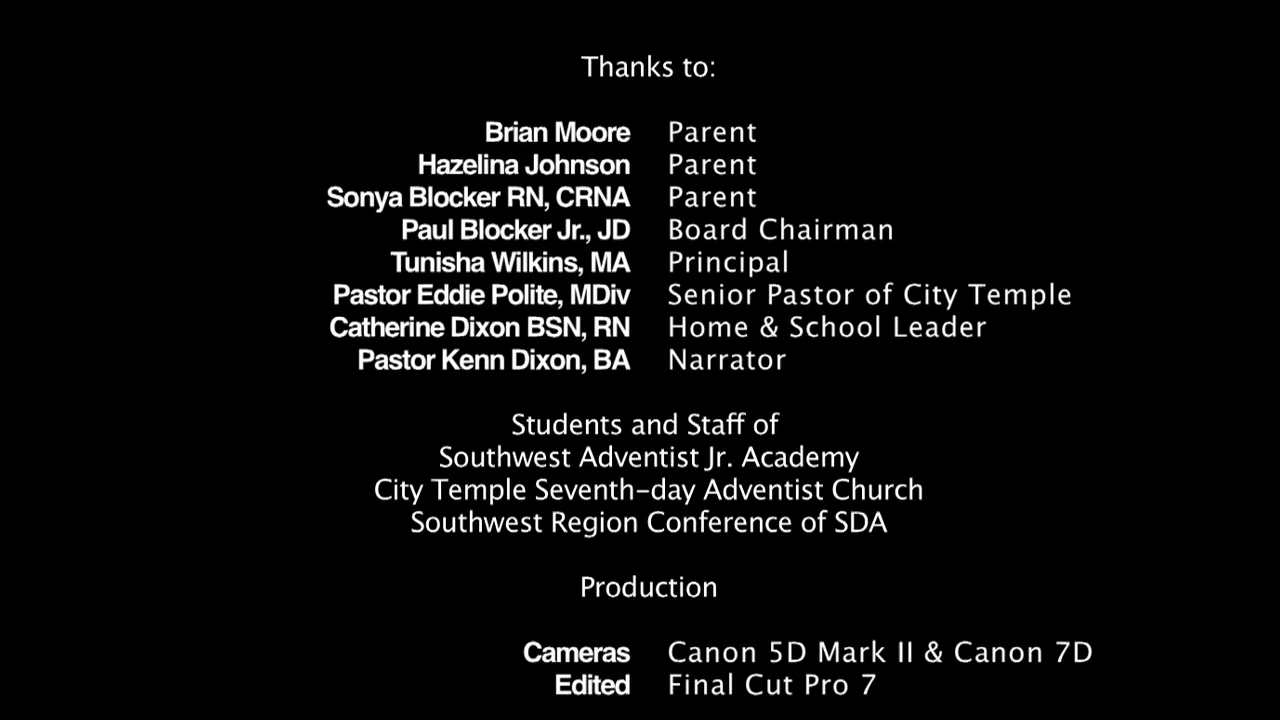 Thanks to:
Brian Moore Parent
Hazelina Johnson Parent
Sonya Blocker RN, CRNA Parent
Paul Blocker Jr., JD Board Chairman
Tunisha Wilkins, MA Principal
Pastor Eddie Polite, MDiv Senior Pastor of City Temple
Catherine Dixon BSN, RN Home & School Leader
Pastor Kenn Dixon, BA Narrator
Students and Staff of
Southwest Adventist Jr. Academy
City Temple Seventh-day Adventist Church
Southwest Region Conference of SDA
Production
Cameras Canon 5D Mark II & Canon 7D
Edited Final Cut Pro 7